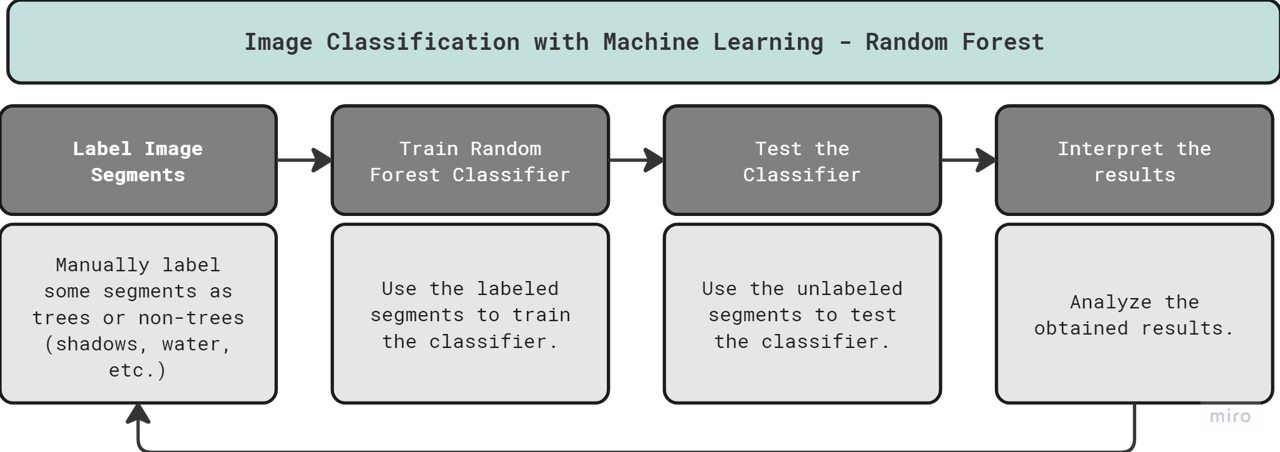 Image Classification with Machine Learning - Random Forest
Label Image
Segments
Train Random
Forest Classifier
Test the
Classifier
Interpret the
results
Manually label
some segments as
trees or non-trees
(shadows, water,
etc.)
Use the labeled
segments to train
the classifier.
Use the unlabeled
segments to test
the classifier.
Analyze the
obtained results.
miro